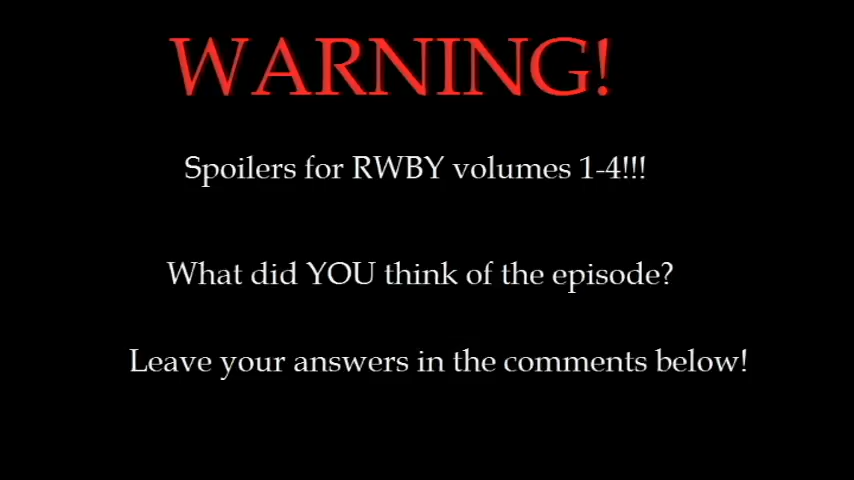 WARNING!
Spoilers for RWBY volumes 1-4!!!
What did YOU think of the episode?
Leave your answers in the comments below!